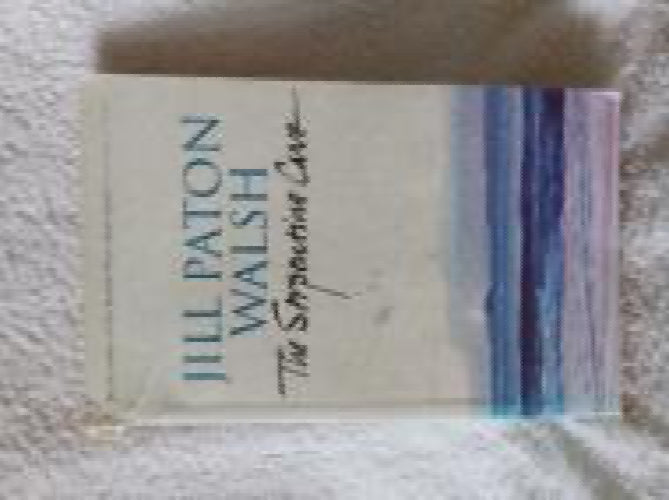 JILL PATON
WALSH
The Serpentine Cave